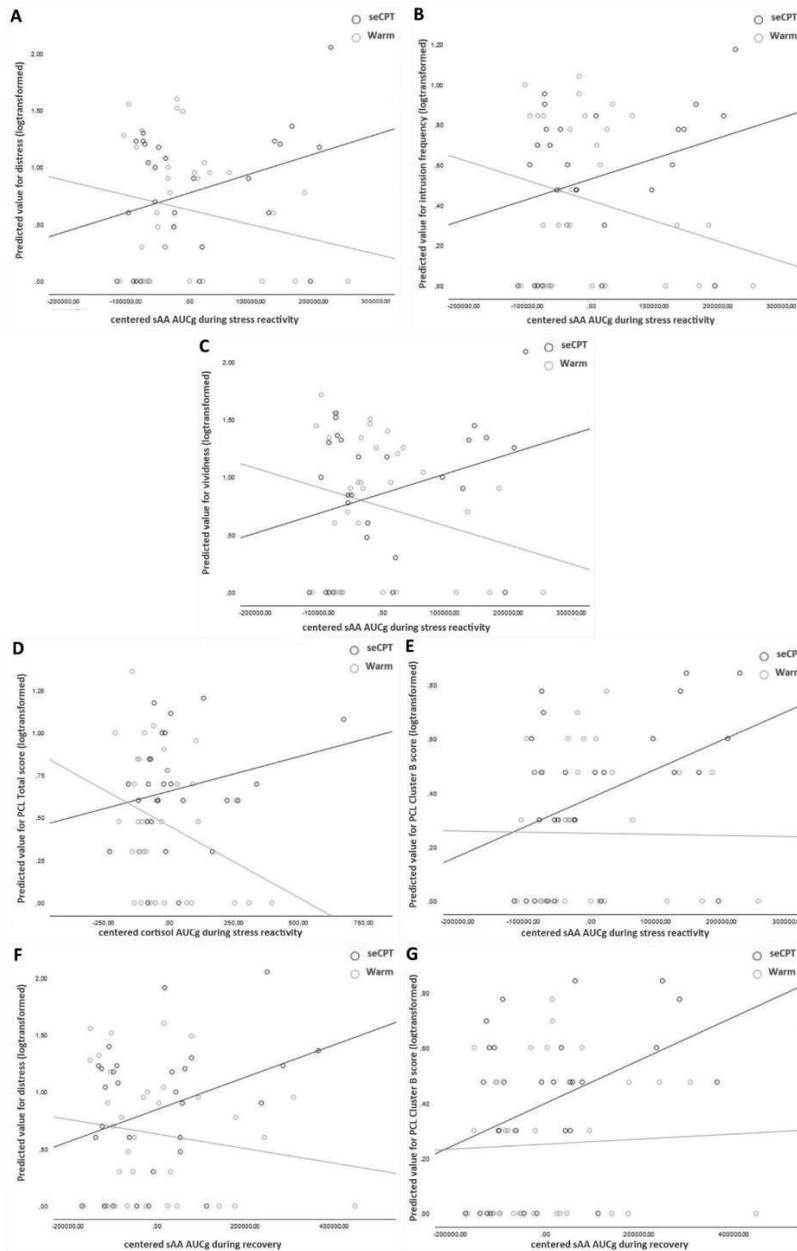 A
seCPT
Warm
Predicted value for distress (logtransformed)
2,00
1,50
1,00
,50
,00
-200000,00 -100000,00 ,00 100000,00 200000,00 300000,00
centered sAA AUCg during stress reactivity
B
seCPT
Warm
Predicted value for intrusion frequency (logtransformed)
1,20
1,00
,80
,60
,40
,20
,00
-200000,00 -100000,00 ,00 100000,00 200000,00 300000,00
centered sAA AUCg during stress reactivity
C
seCPT
Warm
Predicted value for vividness (logtransformed)
2,00
1,50
1,00
,50
,00
-200000,00 -100000,00 ,00 100000,00 200000,00 300000,00
centered sAA AUCg during stress reactivity
D
seCPT
Warm
Predicted value for PCL Total score (logtransformed)
1,25
1,00
,75
,50
,25
,00
-250,00 ,00 250,00 500,00 750,00
centered cortisol AUCg during stress reactivity
E
seCPT
Warm
Predicted value for PCL Cluster B score (logtransformed)
,80
,60
,40
,20
,00
-200000,00 -100000,00 ,00 100000,00 200000,00 300000,00
centered sAA AUCg during stress reactivity
F
seCPT
Warm
Predicted value for distress (logtransformed)
2,00
1,50
1,00
,50
,00
-200000,00 ,00 200000,00 400000,00
centered sAA AUCg during recovery
G
seCPT
Warm
Predicted value for PCL Cluster B score (logtransformed)
,80
,60
,40
,20
,00
-200000,00 ,00 200000,00 400000,00
centered sAA AUCg during recovery